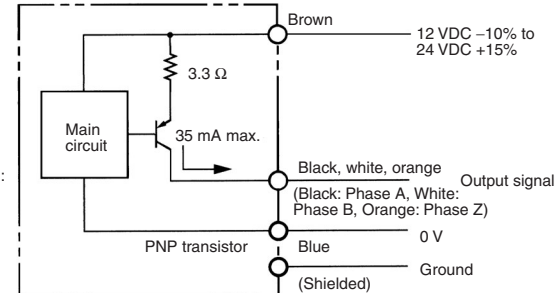 Brown
12 VDC −10% to
24 VDC +15%
3.3 Ω
Main
circuit
35 mA max.
:
Black, white, orange
Output signal
(Black: Phase A, White:
Phase B, Orange: Phase Z)
PNP transistor
Blue
0 V
Ground
(Shielded)